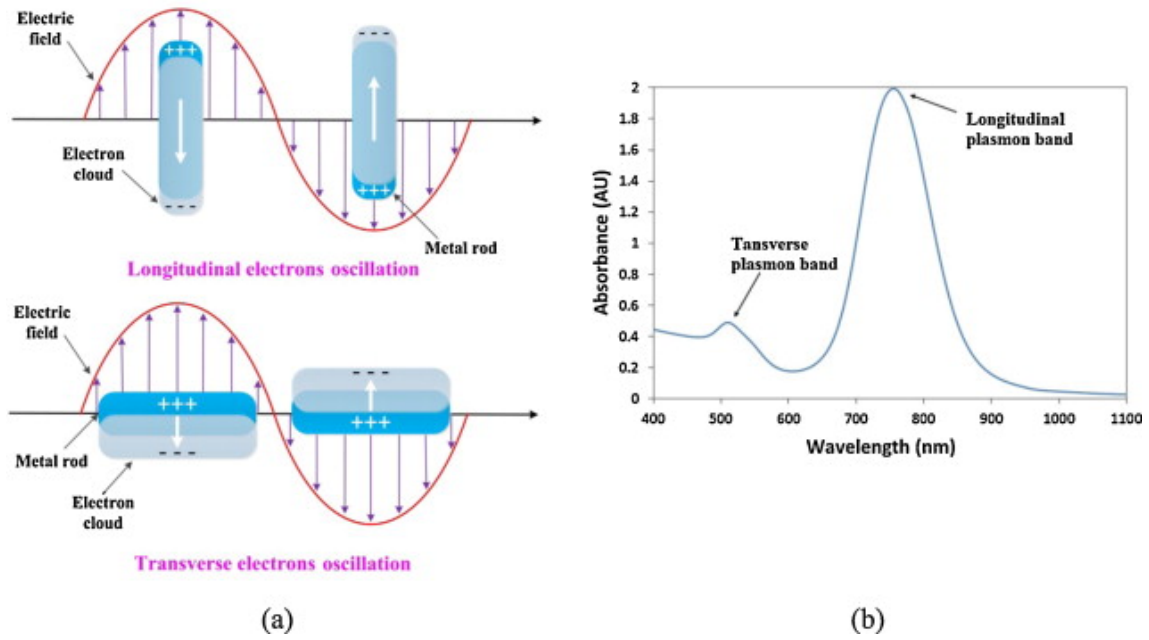 Electric
field
+++
- - -
Electron
cloud
- - -
+++
Metal rod
Longitudinal electrons oscillation
Electric
field
+++
- - -
Metal rod
Electron
cloud
- - -
+++
Transverse electrons oscillation
(a)
Absorbance (AU)
2
1.8
1.6
1.4
1.2
1
0.8
0.6
0.4
0.2
0
400 500 600 700 800 900 1000 1100
Wavelength (nm)
Longitudinal
plasmon band
Tansverse
plasmon band
(b)